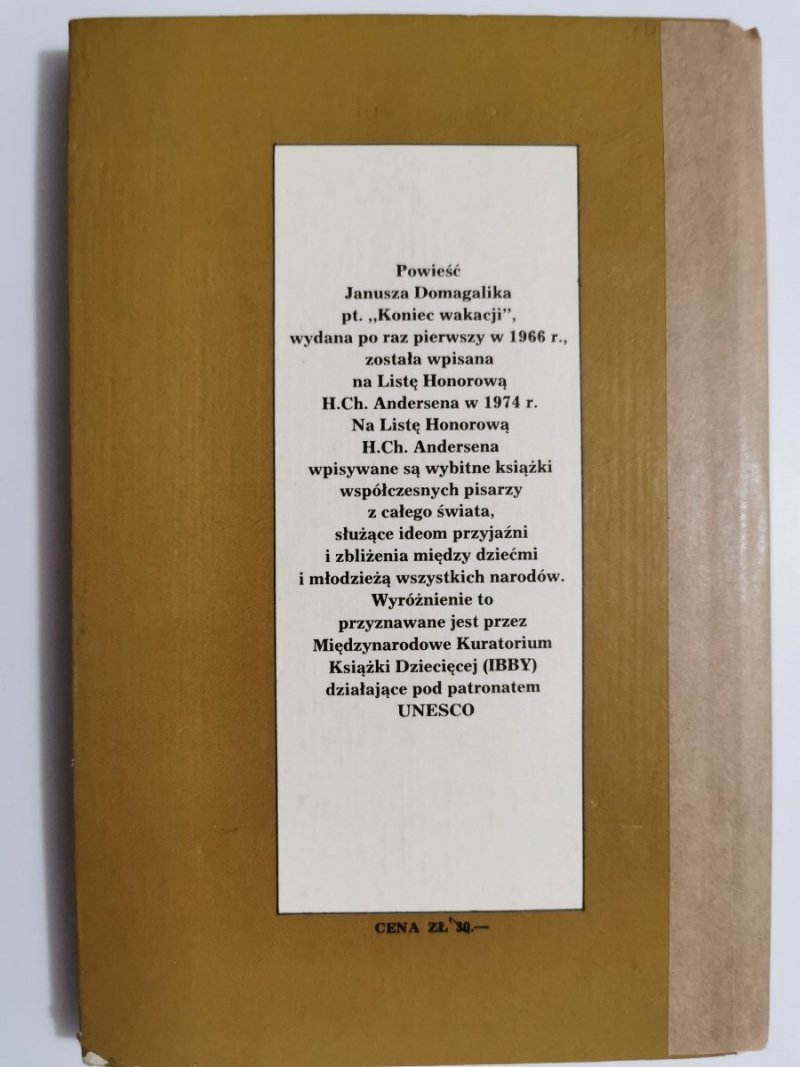 Powieść
Janusza Domagalika
pt. „Koniec wakacji”,
wydana po raz pierwszy w 1966 r.,
została wpisana
na Listę Honorową
H.Ch. Andersena w 1974 r.
Na Listę Honorową
H.Ch. Andersena
wpisywane są wybitne książki
współczesnych pisarzy
z całego świata,
służące ideom przyjaźni
i zbliżenia między dziećmi
i młodzieżą wszystkich narodów.
Wyróżnienie to
przyznawane jest przez
Międzynarodowe Kuratorium
Książki Dziecięcej (IBBY)
działające pod patronatem
UNESCO
CENA ZŁ 30.—